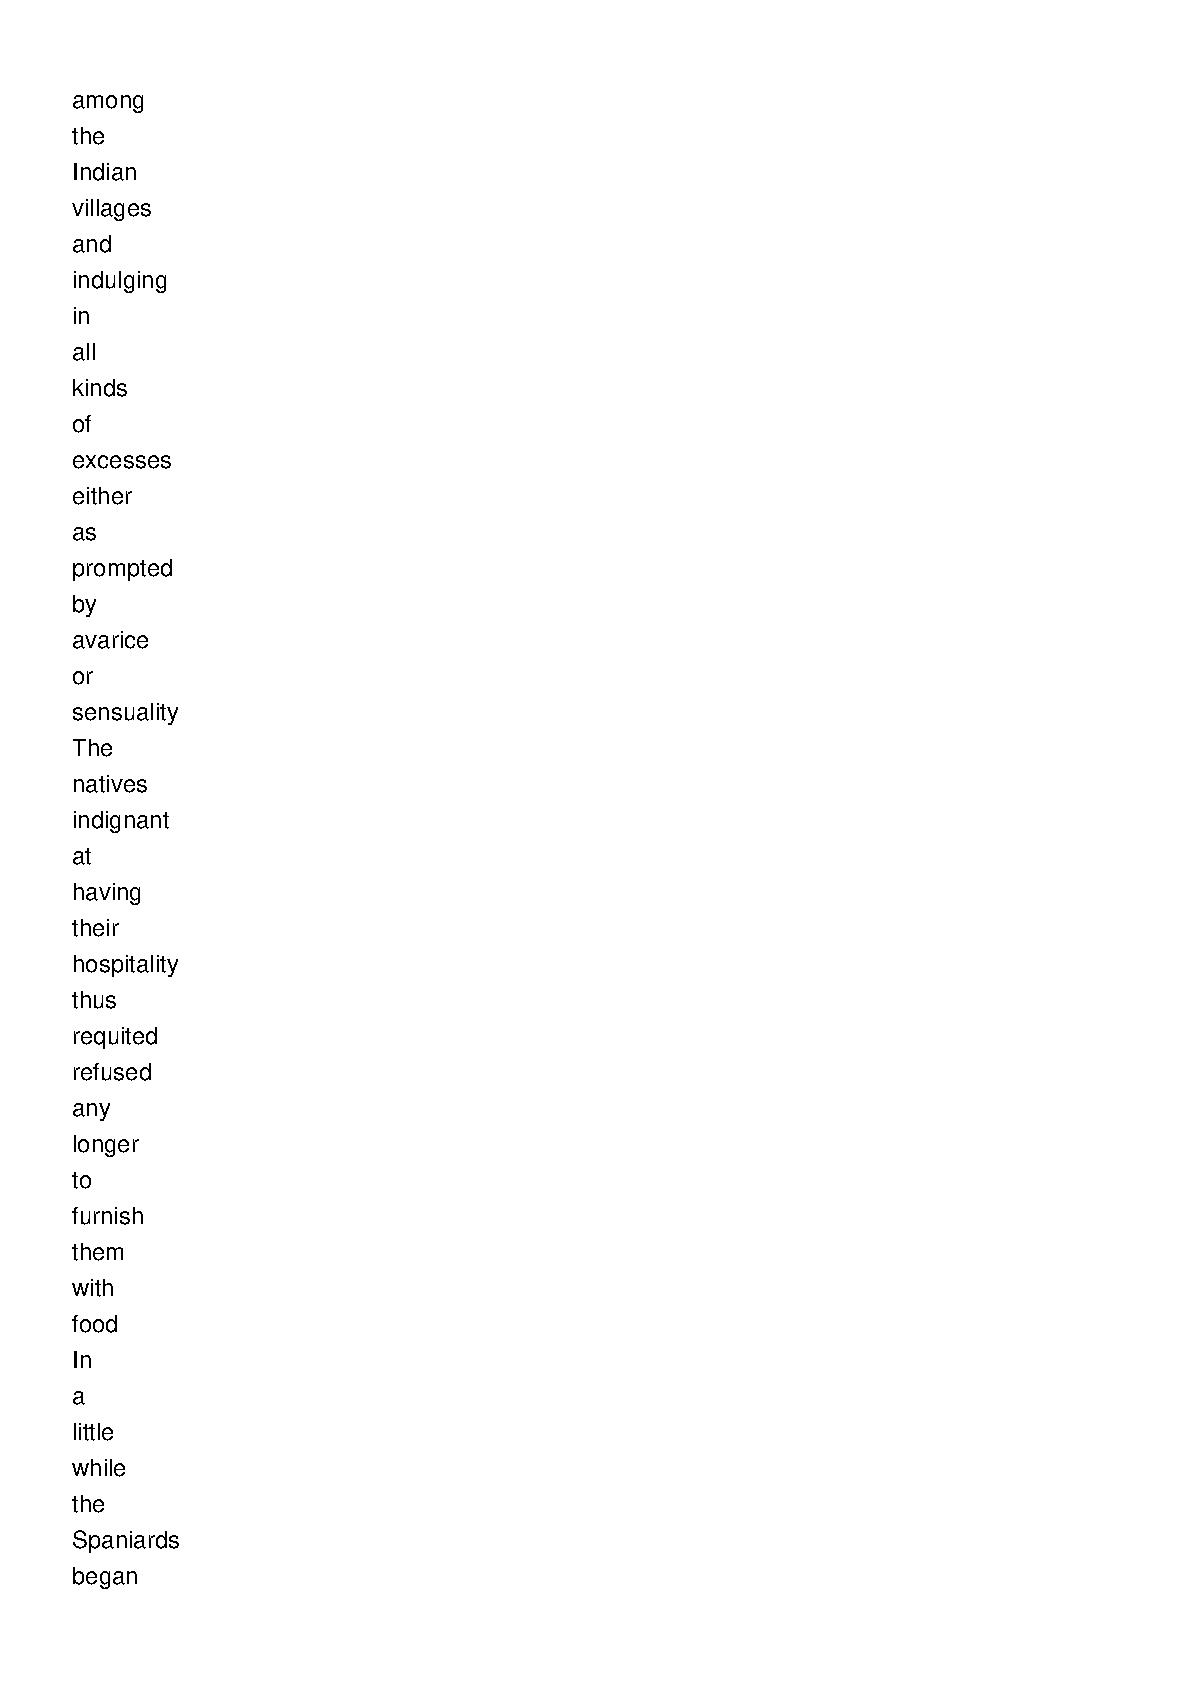 among
the
Indian
villages
and
indulging
in
all
kinds
of
excesses
either
as
prompted
by
avarice
or
sensuality
The
natives
indignant
at
having
their
hospitality
thus
requited
refused
any
longer
to
furnish
them
with
food
In
a
little
while
the
Spaniards
began